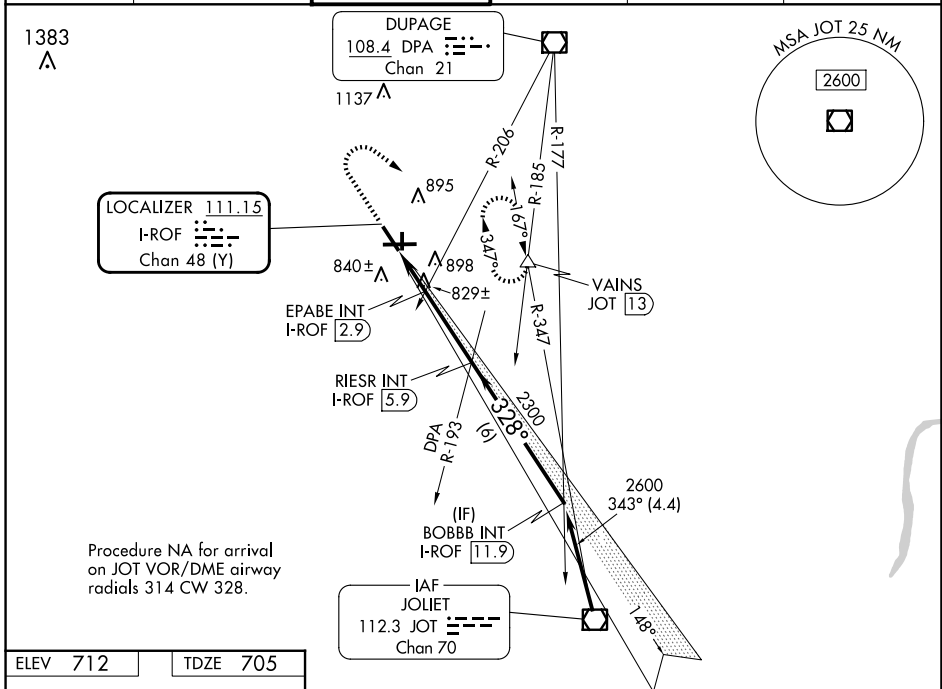 1383
DUPAGE
108.4 DPA
Chan 21
1137
MSA JOT 25 NM
2600
R-206
R-185
R-177
895
LOCALIZER 111.15
I-ROF
Chan 48 (Y)
167°
347°
840±
898
829±
VAINS
JOT 13
EPABE INT
I-ROF 2.9
R-347
RIESR INT
I-ROF 5.9
2300
328°
(6)
DPA
R-193
2600
343° (4.4)
(IF)
BOBBB INT
I-ROF 11.9
Procedure NA for arrival
on JOT VOR/DME airway
radials 314 CW 328.
IAF
JOLIET
112.3 JOT
Chan 70
148°
ELEV 712
TDZE 705